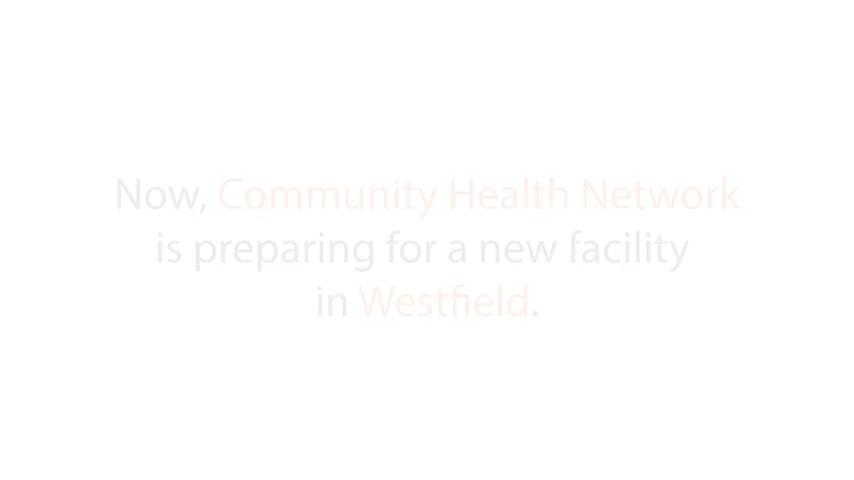 Now, Community Health Network
is preparing for a new facility
in Westfield.